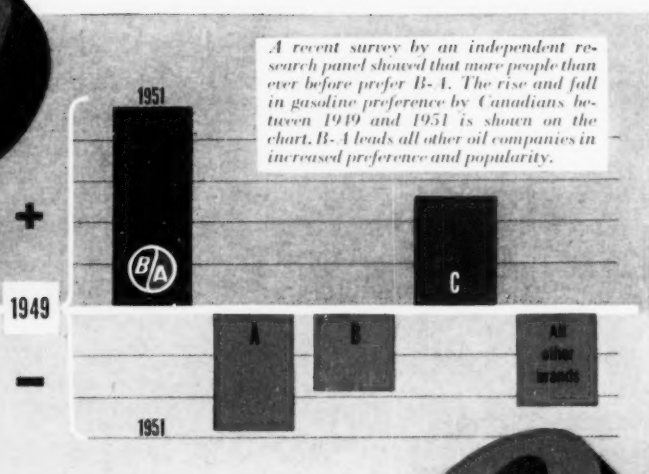 A recent survey by an independent re-
search panel showed that more people than
ever before prefer B-A. The rise and fall
in gasoline preference by Canadians be-
tween 1949 and 1951 is shown on the
chart. B-A leads all other oil companies in
increased preference and popularity.
1951
+
B/A
C
1949
A
B
All
other
brands
−
1951